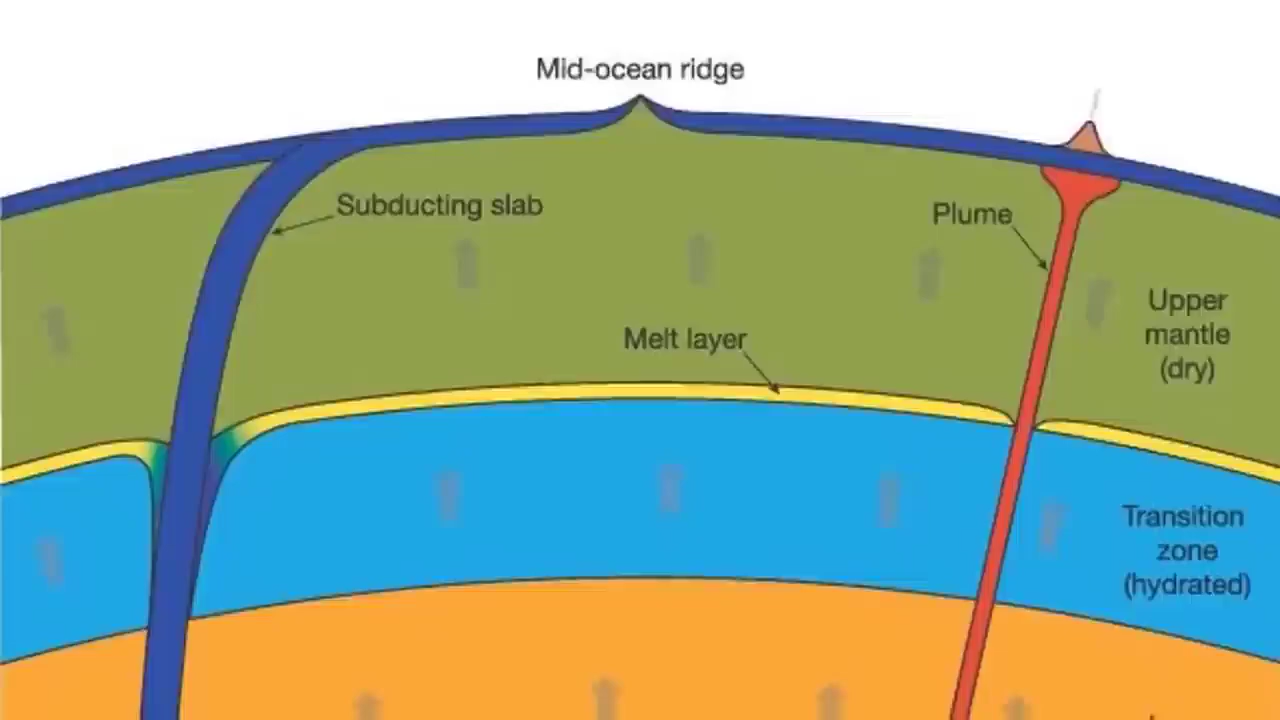 Mid-ocean ridge
Subducting slab
Plume
Upper
mantle
(dry)
Melt layer
Transition
zone
(hydrated)